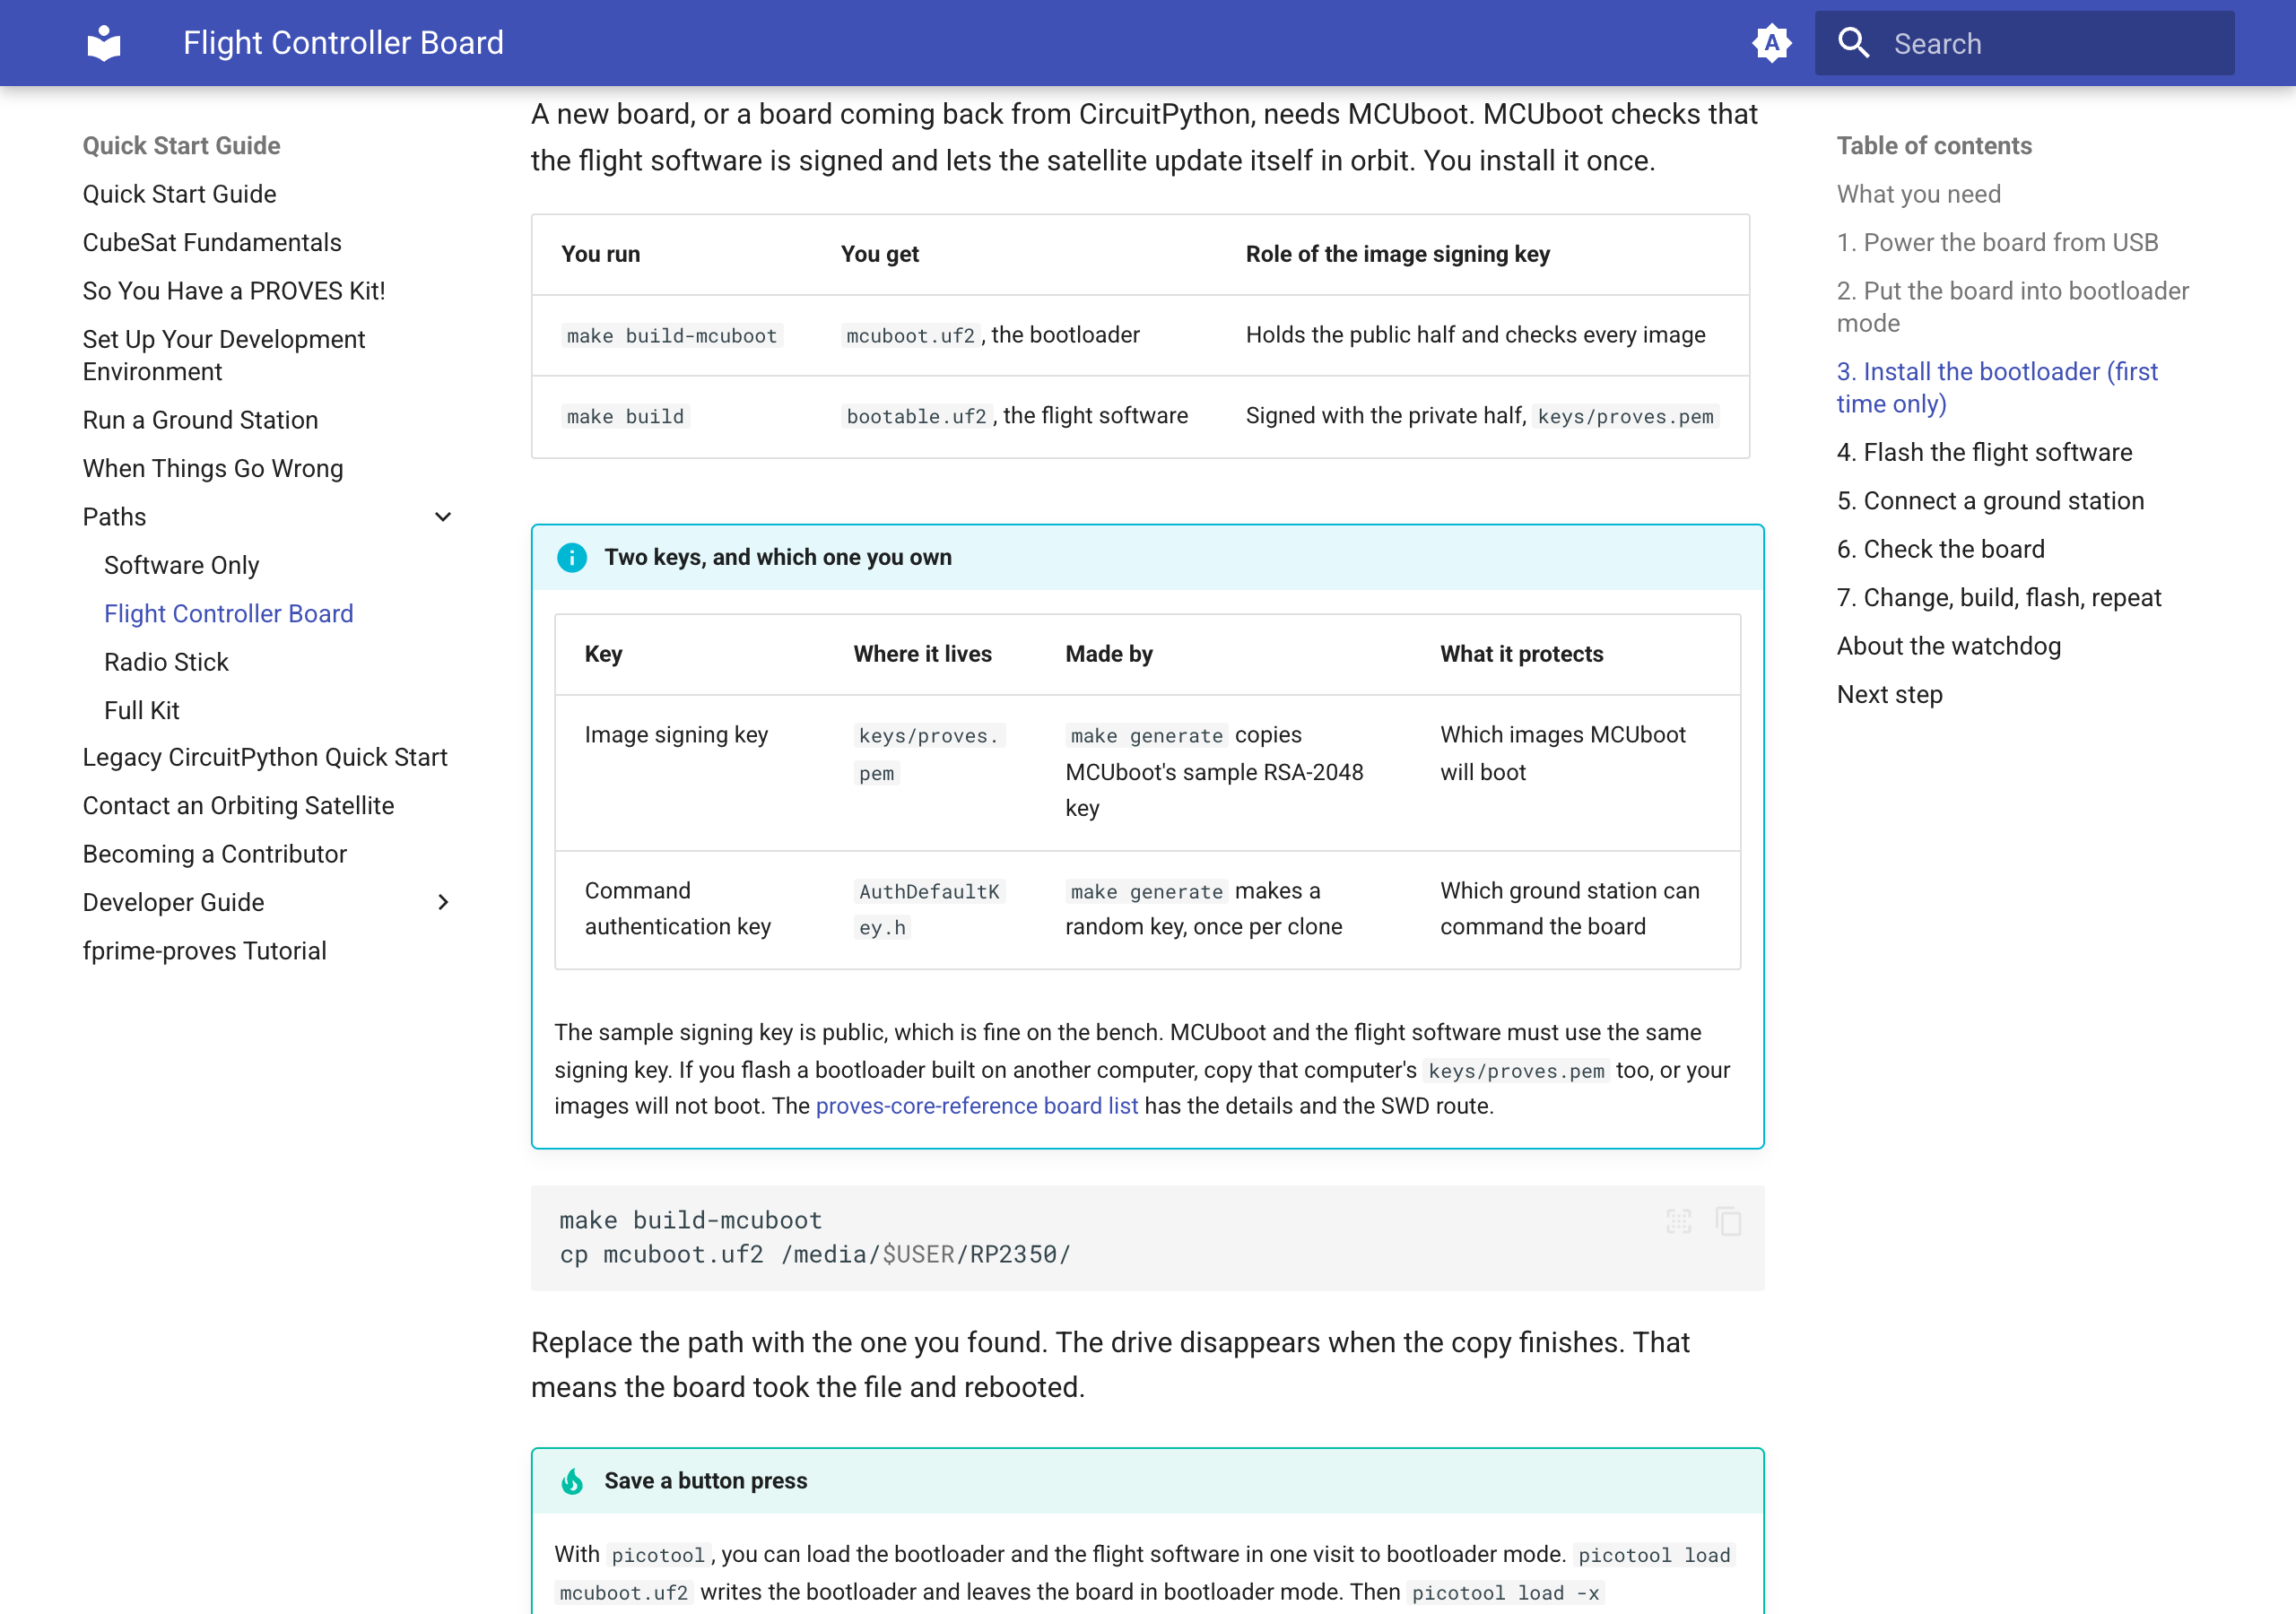 Flight Controller Board
A
Search
Quick Start Guide
Quick Start Guide
CubeSat Fundamentals
So You Have a PROVES Kit!
Set Up Your Development
Environment
Run a Ground Station
When Things Go Wrong
Paths
Software Only
Flight Controller Board
Radio Stick
Full Kit
Legacy CircuitPython Quick Start
Contact an Orbiting Satellite
Becoming a Contributor
Developer Guide
fprime-proves Tutorial
A new board, or a board coming back from CircuitPython, needs MCUboot. MCUboot checks that
the flight software is signed and lets the satellite update itself in orbit. You install it once.
You run You get Role of the image signing key
make build-mcuboot mcuboot.uf2, the bootloader Holds the public half and checks every image
make build bootable.uf2, the flight software Signed with the private half, keys/proves.pem
Two keys, and which one you own
Key Where it lives Made by What it protects
Image signing key keys/proves. make generate copies Which images MCUboot
pem MCUboot's sample RSA-2048 will boot
key
Command AuthDefaultK make generate makes a Which ground station can
authentication key ey.h random key, once per clone command the board
The sample signing key is public, which is fine on the bench. MCUboot and the flight software must use the same
signing key. If you flash a bootloader built on another computer, copy that computer's keys/proves.pem too, or your
images will not boot. The proves-core-reference board list has the details and the SWD route.
make build-mcuboot
cp mcuboot.uf2 /media/$USER/RP2350/
Replace the path with the one you found. The drive disappears when the copy finishes. That
means the board took the file and rebooted.
Save a button press
With picotool, you can load the bootloader and the flight software in one visit to bootloader mode. picotool load
mcuboot.uf2 writes the bootloader and leaves the board in bootloader mode. Then picotool load -x
Table of contents
What you need
1. Power the board from USB
2. Put the board into bootloader
mode
3. Install the bootloader (first
time only)
4. Flash the flight software
5. Connect a ground station
6. Check the board
7. Change, build, flash, repeat
About the watchdog
Next step